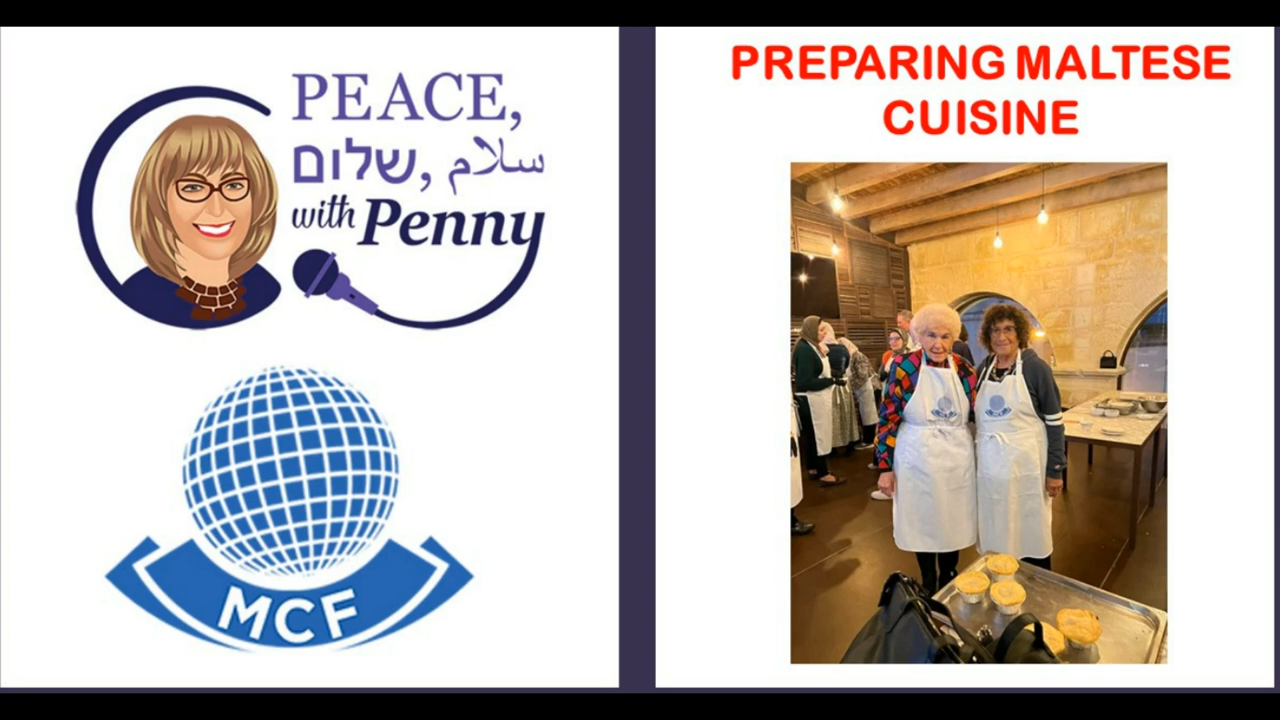 PEACE,
שלום, سلام
with Penny
MCF
PREPARING MALTESE
CUISINE